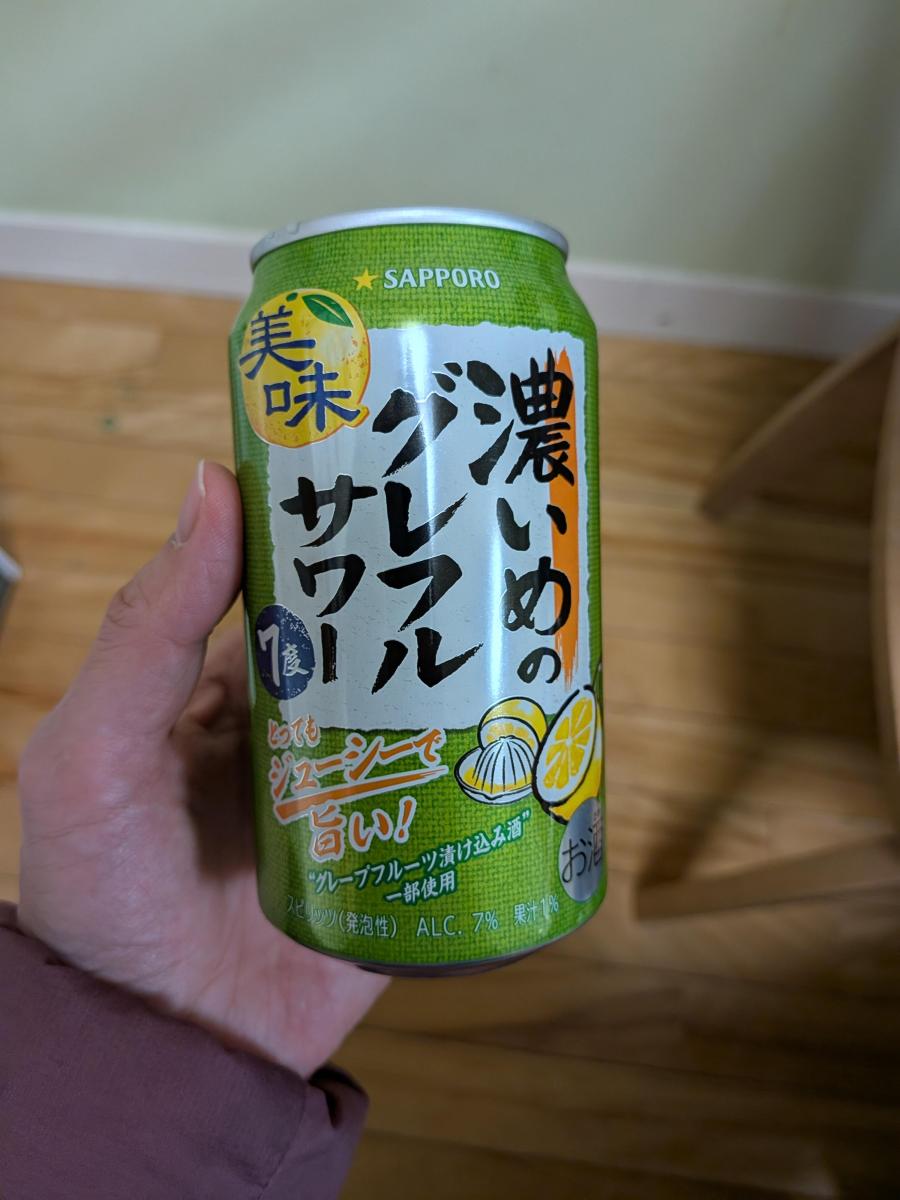 SAPPORO
美味
濃いめの
グレフル
サワー
7度
とっても
ジューシーで
旨い!
“グレープフルーツ漬け込み酒”
一部使用
お酒
スピリッツ(発泡性) ALC. 7% 果汁1%